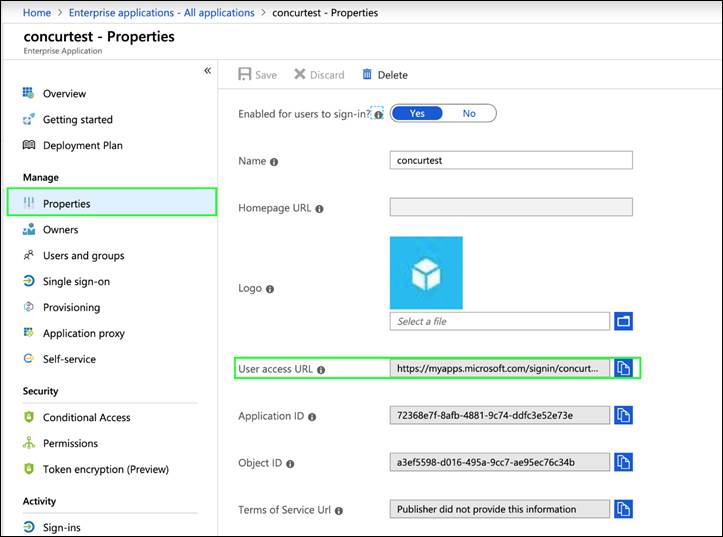 Home > Enterprise applications - All applications > concurtest - Properties
concurtest - Properties
Enterprise Application
«
Save Discard Delete
Overview
Getting started
Deployment Plan
Manage
Properties
Owners
Users and groups
Single sign-on
Provisioning
Application proxy
Self-service
Security
Conditional Access
Permissions
Token encryption (Preview)
Activity
Sign-ins
Enabled for users to sign-in? Yes No
Name concurtest
Homepage URL
Logo
Select a file
User access URL https://myapps.microsoft.com/signin/concurt...
Application ID 72368e7f-8afb-4881-9c74-ddfc3e52e73e
Object ID a3ef5598-d016-495a-9cc7-ae95ec76c34b
Terms of Service Url Publisher did not provide this information